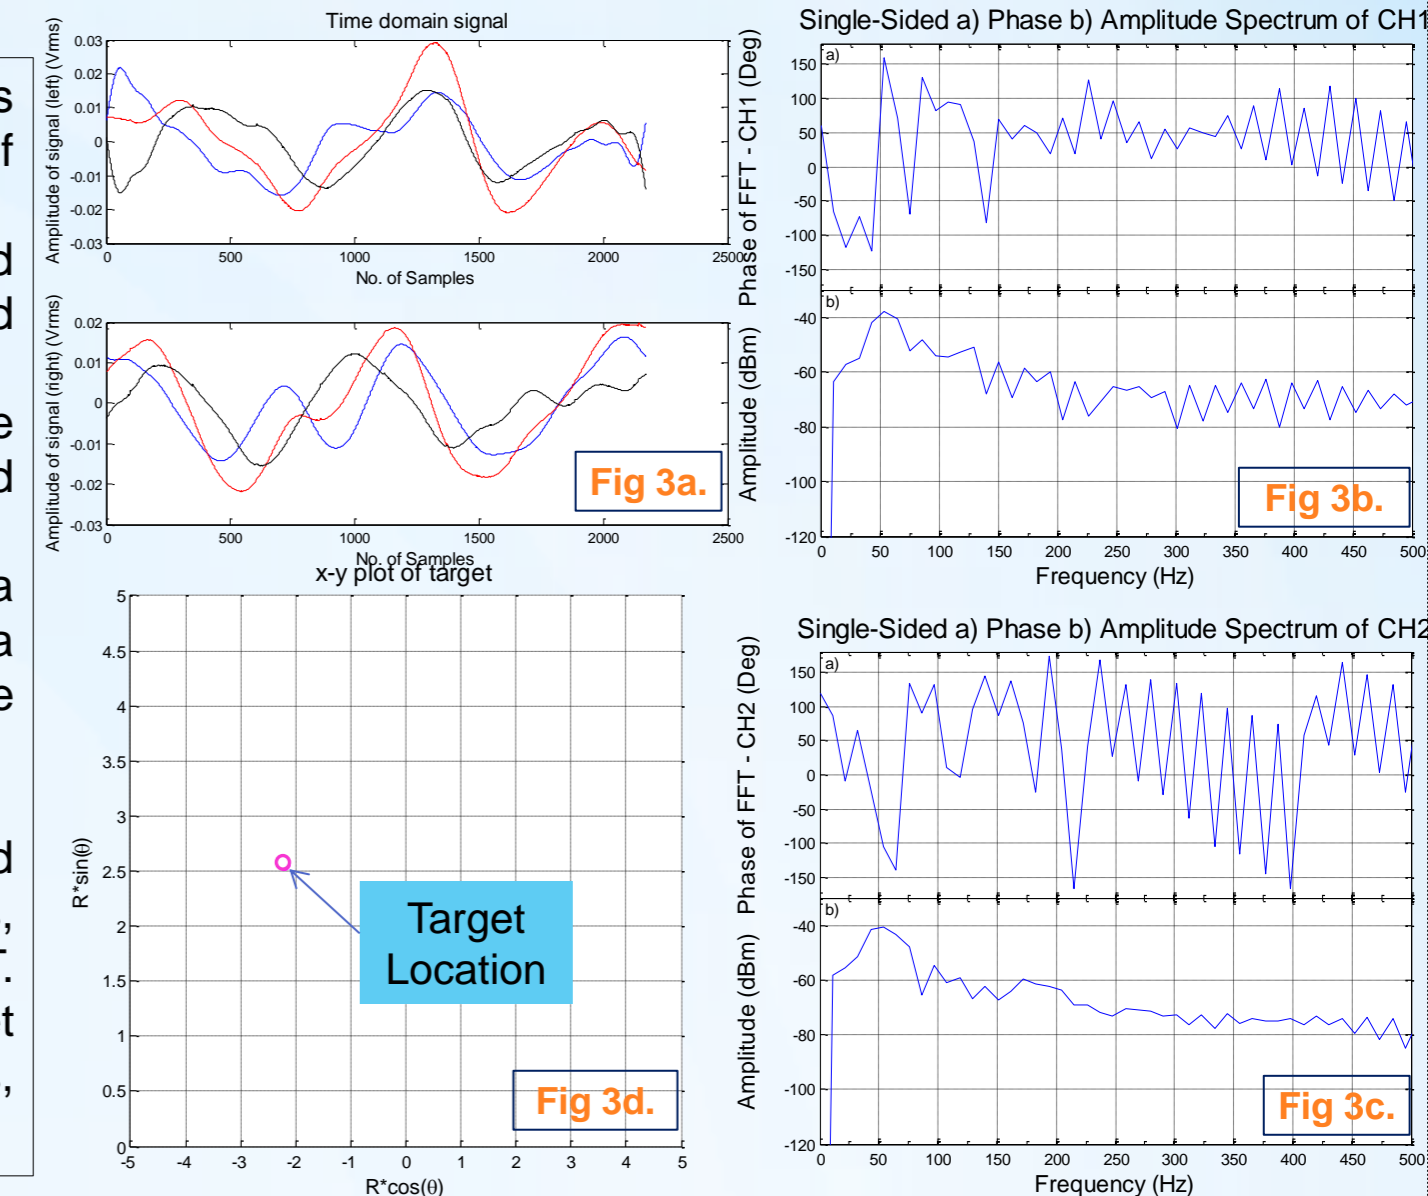 s
f
d
d
e
d
a
a
e
d
,
.
t
,
Time domain signal
Amplitude of signal (left) (Vrms)
0.03
0.02
0.01
0
-0.01
-0.02
-0.03
0 500 1000 1500 2000 2500
No. of Samples
Amplitude of signal (right) (Vrms)
0.02
0.01
0
-0.01
-0.02
-0.03
0 500 1000 1500 2000 2500
No. of Samples
Fig 3a.
x-y plot of target
R*sin(θ)
5
4.5
4
3.5
3
2.5
2
1.5
1
0.5
0
-5 -4 -3 -2 -1 0 1 2 3 4 5
R*cos(θ)
Target
Location
Fig 3d.
Single-Sided a) Phase b) Amplitude Spectrum of CH1
Phase of FFT - CH1 (Deg)
a)
150
100
50
0
-50
-100
-150
Amplitude (dBm)
b)
-40
-60
-80
-100
-120
0 50 100 150 200 250 300 350 400 450 500
Frequency (Hz)
Fig 3b.
Single-Sided a) Phase b) Amplitude Spectrum of CH2
Phase of FFT - CH2 (Deg)
a)
150
100
50
0
-50
-100
-150
Amplitude (dBm)
b)
-40
-60
-80
-100
-120
0 50 100 150 200 250 300 350 400 450 500
Frequency (Hz)
Fig 3c.